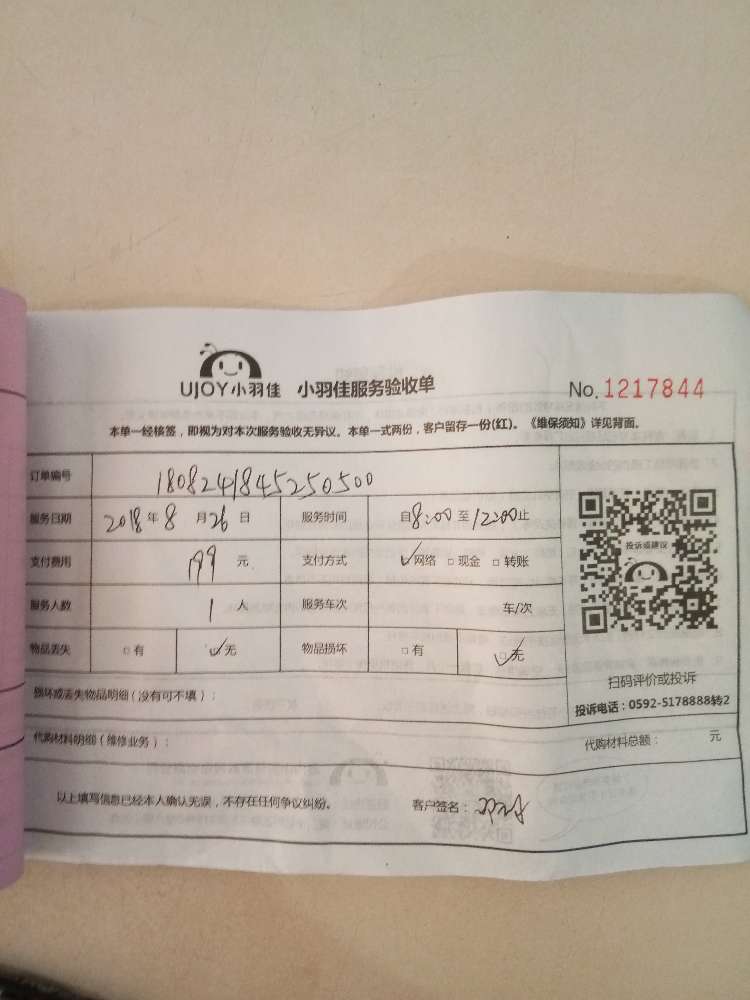 UJOY小羽佳 小羽佳服务验收单 No.1217844
本单一经核签，即视为对本次服务验收无异议。本单一式两份，客户留存一份(红)。《维保须知》详见背面。
订单编号 1808241845250500
服务日期 2018年8月26日 服务时间 自8:00至12:00止
支付费用 199元 支付方式 ☑网络 □现金 □转账
服务人数 1人 服务车次 车/次
物品丢失 □有 ☑无 物品损坏 □有 ☑无
投诉或建议
扫码评价或投诉
投诉电话：0592-5178888转2
损坏或丢失物品明细（没有可不填）：
代购材料明细（维修业务）： 代购材料总额： 元
以上填写信息已经本人确认无误，不存在任何争议纠纷。 客户签名：